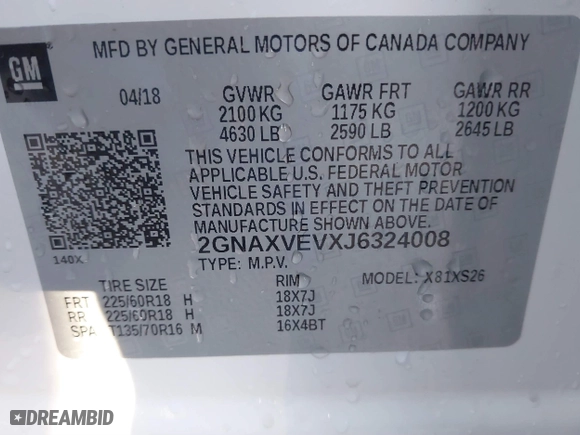 GM
MFD BY GENERAL MOTORS OF CANADA COMPANY
04/18 GVWR GAWR FRT GAWR RR
2100 KG 1175 KG 1200 KG
4630 LB 2590 LB 2645 LB
THIS VEHICLE CONFORMS TO ALL
APPLICABLE U.S. FEDERAL MOTOR
VEHICLE SAFETY AND THEFT PREVENTION
STANDARDS IN EFFECT ON THE DATE OF
MANUFACTURE SHOWN ABOVE.
2GNAXVEVXJ6324008
140X TYPE: M.P.V. MODEL: X81XS26
TIRE SIZE RIM
FRT 225/60R18 H 18X7J
RR 225/60R18 H 18X7J
SPA T135/70R16 M 16X4BT
DREAMBID